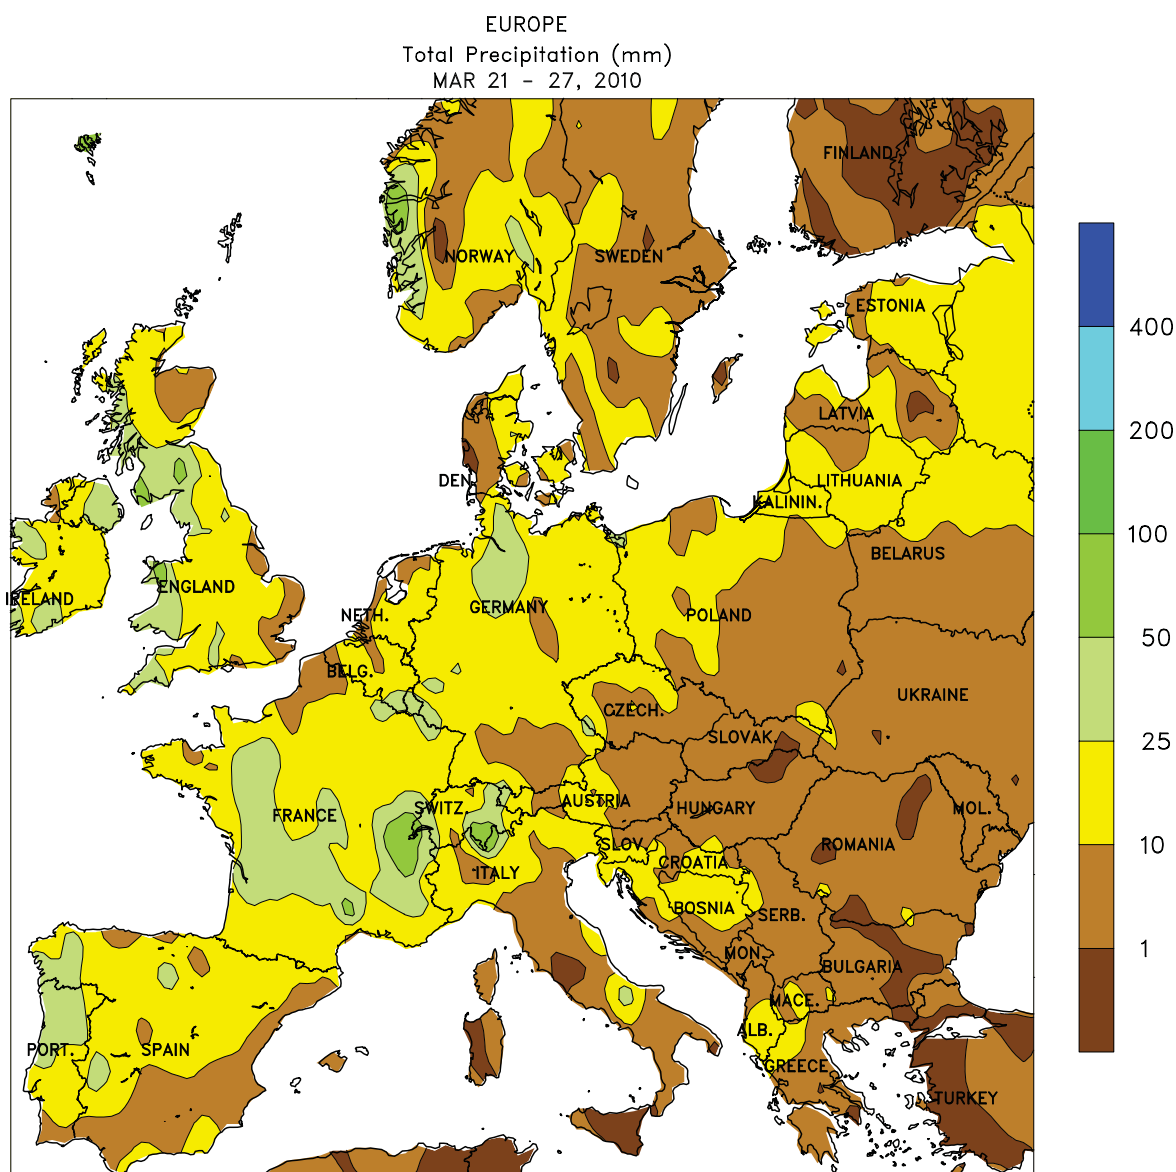 EUROPE
Total Precipitation (mm)
MAR 21 - 27, 2010
FINLAND
NORWAY
SWEDEN
ESTONIA
400
LATVIA
200
DEN.
LITHUANIA
KALININ.
100
BELARUS
ENGLAND
IRELAND
GERMANY
NETH.
POLAND
50
BELG.
UKRAINE
CZECH.
SLOVAK.
25
AUSTRIA
SWITZ.
HUNGARY
MOL.
FRANCE
SLOV.
ROMANIA
10
CROATIA
ITALY
BOSNIA
SERB.
MON.
1
BULGARIA
MACE.
ALB.
PORT.
SPAIN
GREECE
TURKEY